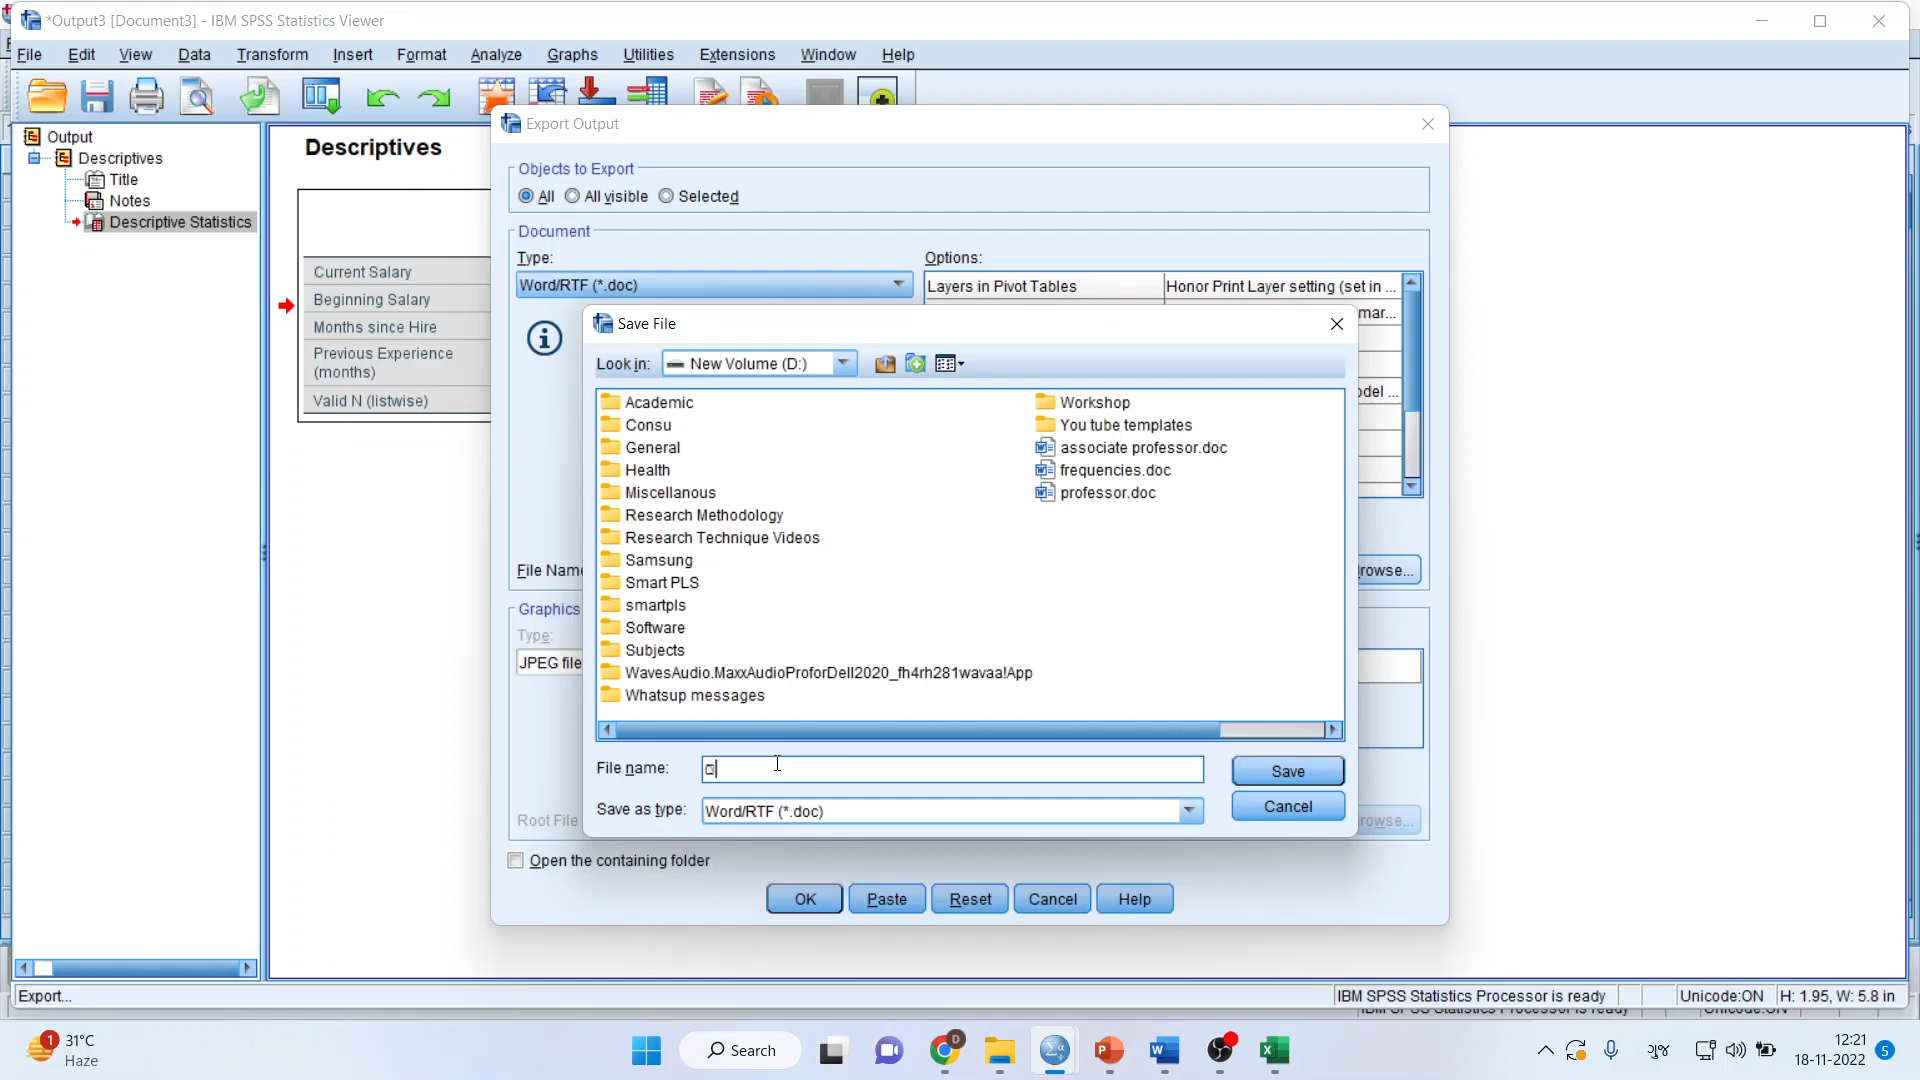 *Output3 [Document3] - IBM SPSS Statistics Viewer
File Edit View Data Transform Insert Format Analyze Graphs Utilities Extensions Window Help
Output
Descriptives
Title
Notes
Descriptive Statistics
Descriptives
Current Salary
Beginning Salary
Months since Hire
Previous Experience
(months)
Valid N (listwise)
Export Output
Objects to Export
All All visible Selected
Document
Type: Options:
Word/RTF (*.doc)
Layers in Pivot Tables Honor Print Layer setting (set in ...
Save File
Look in: New Volume (D:)
Academic
Consu
General
Health
Miscellanous
Research Methodology
Research Technique Videos
Samsung
Smart PLS
smartpls
Software
Subjects
WavesAudio.MaxxAudioProforDell2020_fh4rh281wavaa!App
Whatsup messages
Workshop
You tube templates
associate professor.doc
frequencies.doc
professor.doc
File name:
Save as type: Word/RTF (*.doc)
Save
Cancel
File Name
Graphics
Type:
JPEG file
Root File
Open the containing folder
OK Paste Reset Cancel Help
Export...
IBM SPSS Statistics Processor is ready Unicode:ON H: 1.95, W: 5.8 in
1
31°C
Haze
Search
D
ગુજ
12:21
18-11-2022
5